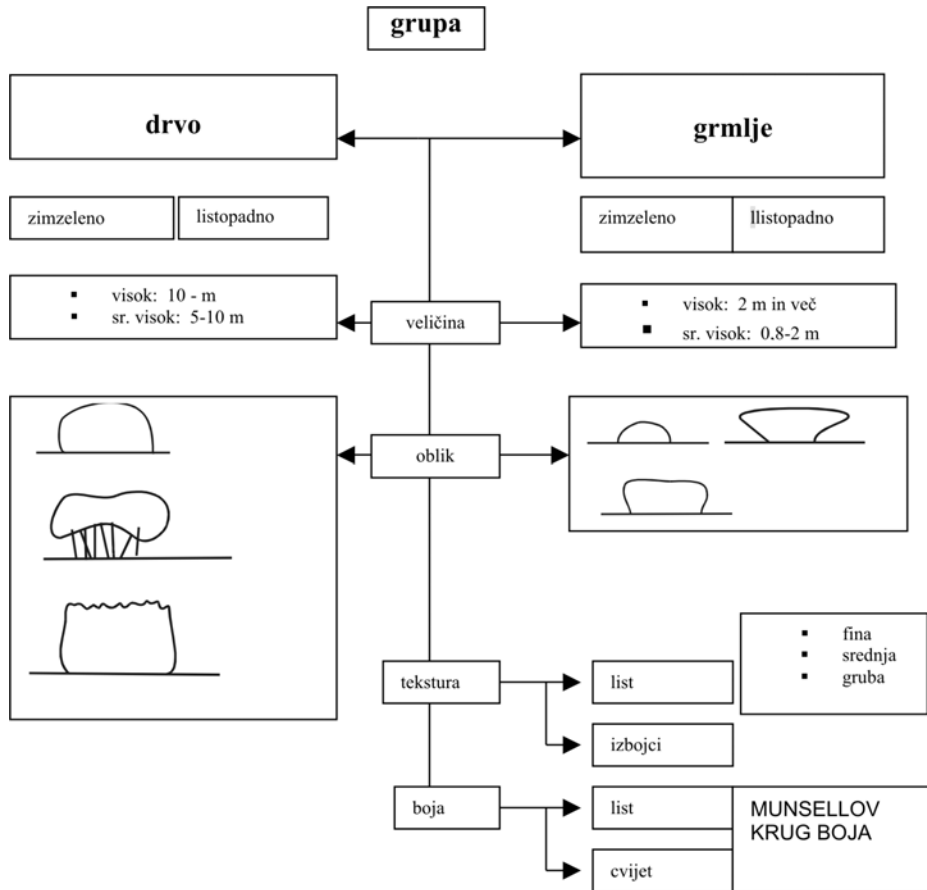 grupa
drvo
grmlje
zimzeleno
listopadno
zimzeleno
llistopadno
▪ visok: 10 - m
▪ sr. visok: 5-10 m
veličina
▪ visok: 2 m in več
▪ sr. visok: 0,8-2 m
oblik
▪ fina
▪ srednja
▪ gruba
tekstura
list
izbojci
boja
list
MUNSELLOV
KRUG BOJA
cvijet